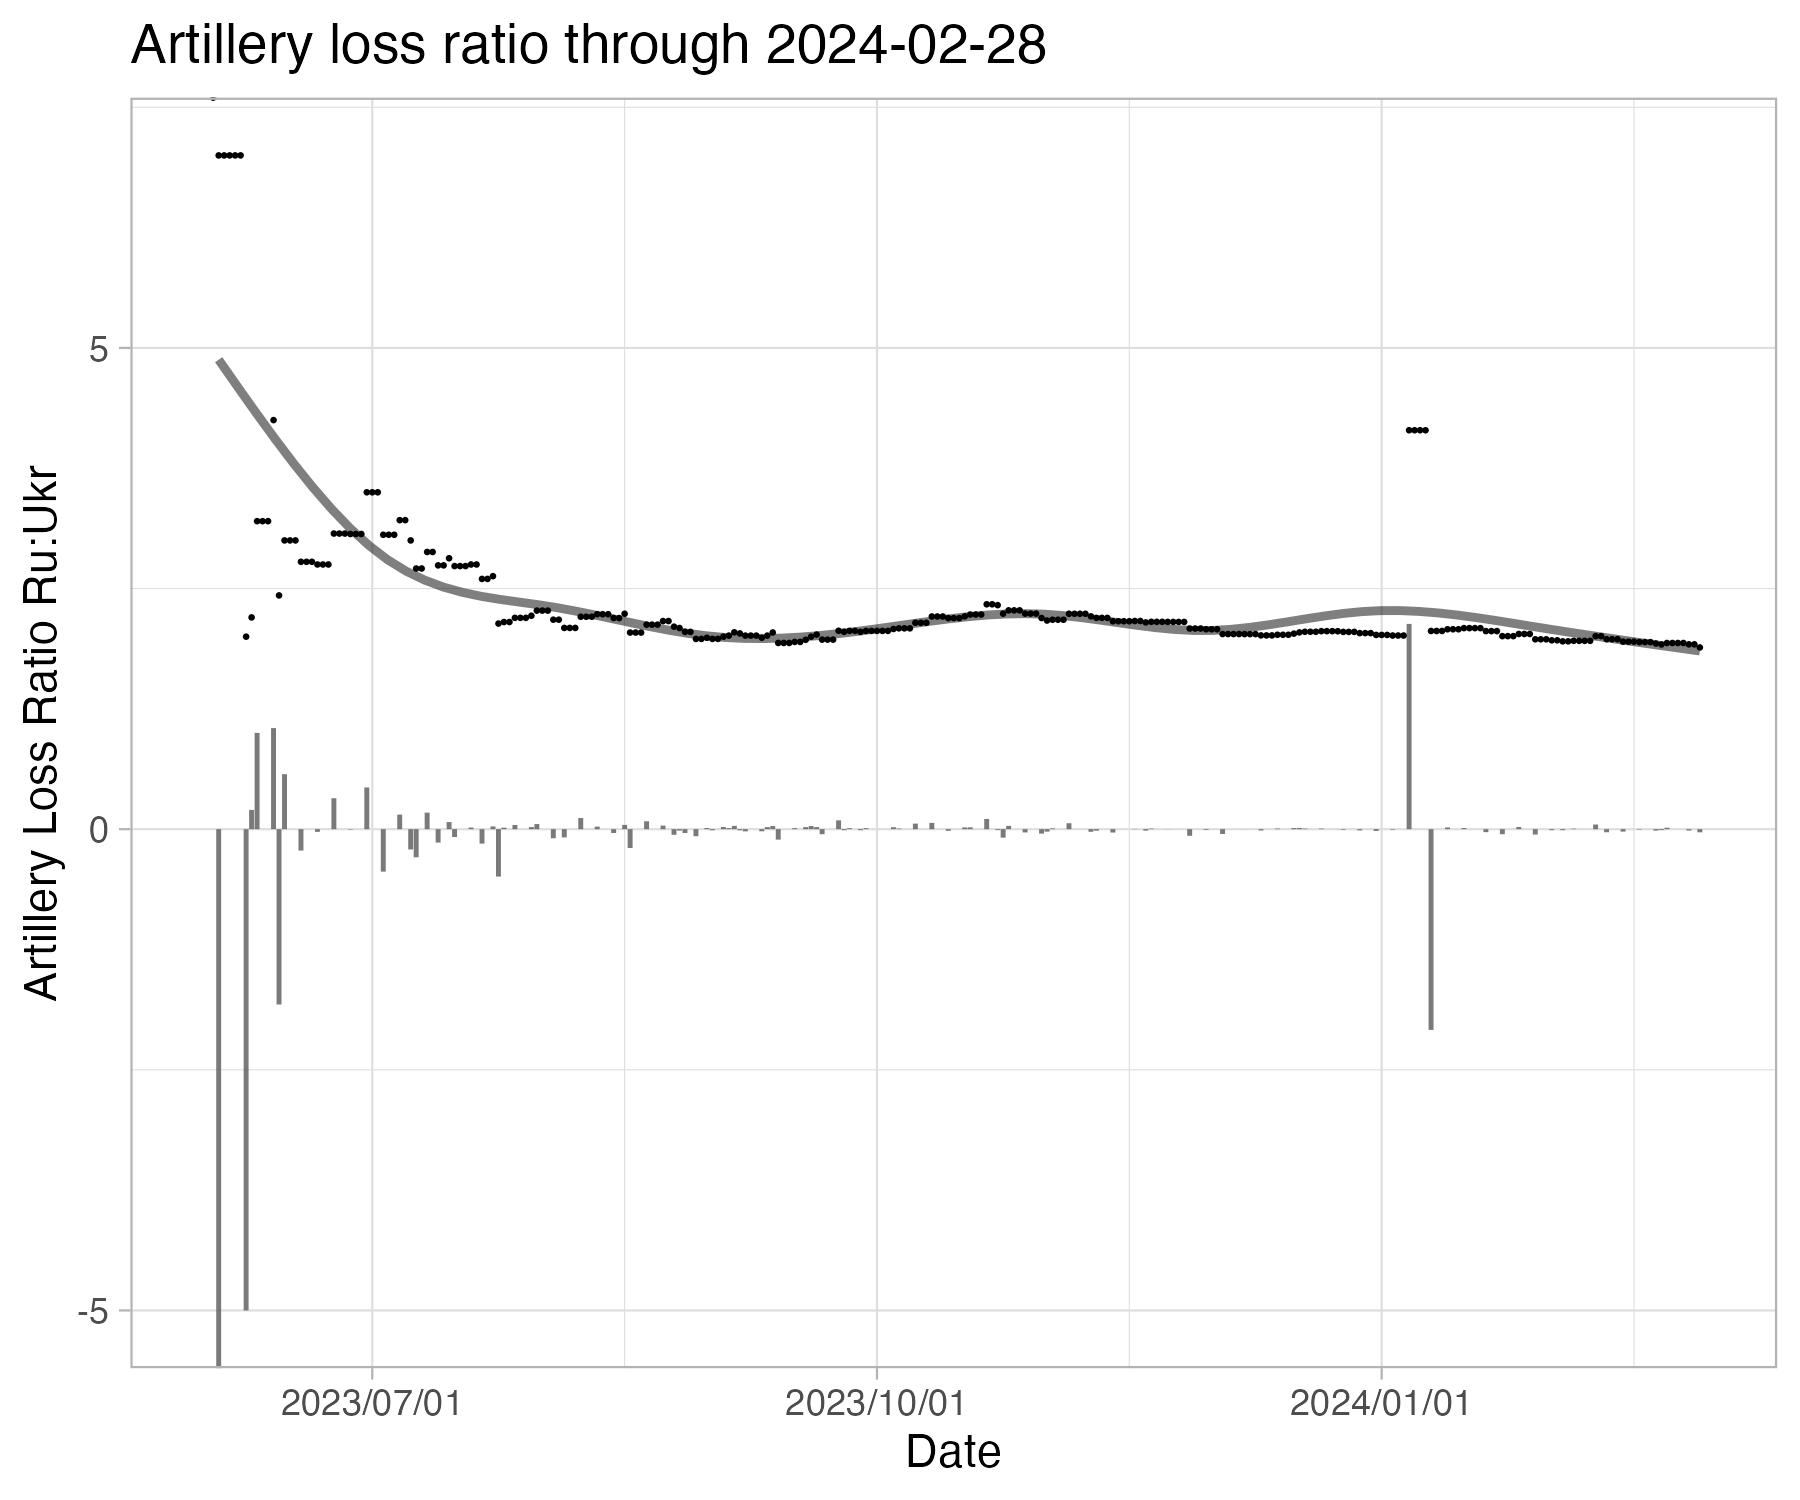 Artillery loss ratio through 2024-02-28
Artillery Loss Ratio Ru:Ukr
5
0
-5
2023/07/01
2023/10/01
2024/01/01
Date